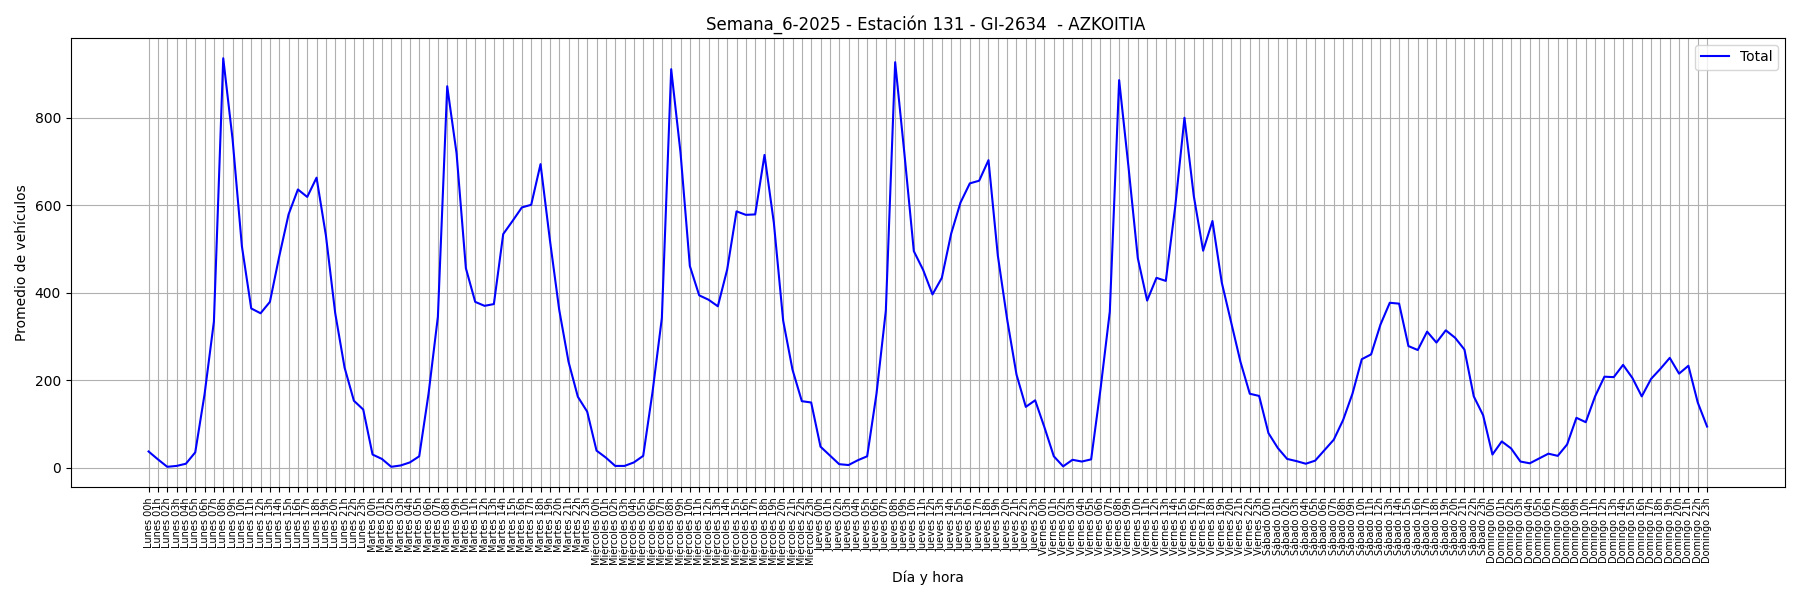 Semana_6-2025 - Estación 131 - GI-2634  - AZKOITIA
Total
Promedio de vehículos
800
600
400
200
0
Lunes 00h
Lunes 01h
Lunes 02h
Lunes 03h
Lunes 04h
Lunes 05h
Lunes 06h
Lunes 07h
Lunes 08h
Lunes 09h
Lunes 10h
Lunes 11h
Lunes 12h
Lunes 13h
Lunes 14h
Lunes 15h
Lunes 16h
Lunes 17h
Lunes 18h
Lunes 19h
Lunes 20h
Lunes 21h
Lunes 22h
Lunes 23h
Martes 00h
Martes 01h
Martes 02h
Martes 03h
Martes 04h
Martes 05h
Martes 06h
Martes 07h
Martes 08h
Martes 09h
Martes 10h
Martes 11h
Martes 12h
Martes 13h
Martes 14h
Martes 15h
Martes 16h
Martes 17h
Martes 18h
Martes 19h
Martes 20h
Martes 21h
Martes 22h
Martes 23h
Miércoles 00h
Miércoles 01h
Miércoles 02h
Miércoles 03h
Miércoles 04h
Miércoles 05h
Miércoles 06h
Miércoles 07h
Miércoles 08h
Miércoles 09h
Miércoles 10h
Miércoles 11h
Miércoles 12h
Miércoles 13h
Miércoles 14h
Miércoles 15h
Miércoles 16h
Miércoles 17h
Miércoles 18h
Miércoles 19h
Miércoles 20h
Miércoles 21h
Miércoles 22h
Miércoles 23h
Jueves 00h
Jueves 01h
Jueves 02h
Jueves 03h
Jueves 04h
Jueves 05h
Jueves 06h
Jueves 07h
Jueves 08h
Jueves 09h
Jueves 10h
Jueves 11h
Jueves 12h
Jueves 13h
Jueves 14h
Jueves 15h
Jueves 16h
Jueves 17h
Jueves 18h
Jueves 19h
Jueves 20h
Jueves 21h
Jueves 22h
Jueves 23h
Viernes 00h
Viernes 01h
Viernes 02h
Viernes 03h
Viernes 04h
Viernes 05h
Viernes 06h
Viernes 07h
Viernes 08h
Viernes 09h
Viernes 10h
Viernes 11h
Viernes 12h
Viernes 13h
Viernes 14h
Viernes 15h
Viernes 16h
Viernes 17h
Viernes 18h
Viernes 19h
Viernes 20h
Viernes 21h
Viernes 22h
Viernes 23h
Sábado 00h
Sábado 01h
Sábado 02h
Sábado 03h
Sábado 04h
Sábado 05h
Sábado 06h
Sábado 07h
Sábado 08h
Sábado 09h
Sábado 10h
Sábado 11h
Sábado 12h
Sábado 13h
Sábado 14h
Sábado 15h
Sábado 16h
Sábado 17h
Sábado 18h
Sábado 19h
Sábado 20h
Sábado 21h
Sábado 22h
Sábado 23h
Domingo 00h
Domingo 01h
Domingo 02h
Domingo 03h
Domingo 04h
Domingo 05h
Domingo 06h
Domingo 07h
Domingo 08h
Domingo 09h
Domingo 10h
Domingo 11h
Domingo 12h
Domingo 13h
Domingo 14h
Domingo 15h
Domingo 16h
Domingo 17h
Domingo 18h
Domingo 19h
Domingo 20h
Domingo 21h
Domingo 22h
Domingo 23h
Día y hora